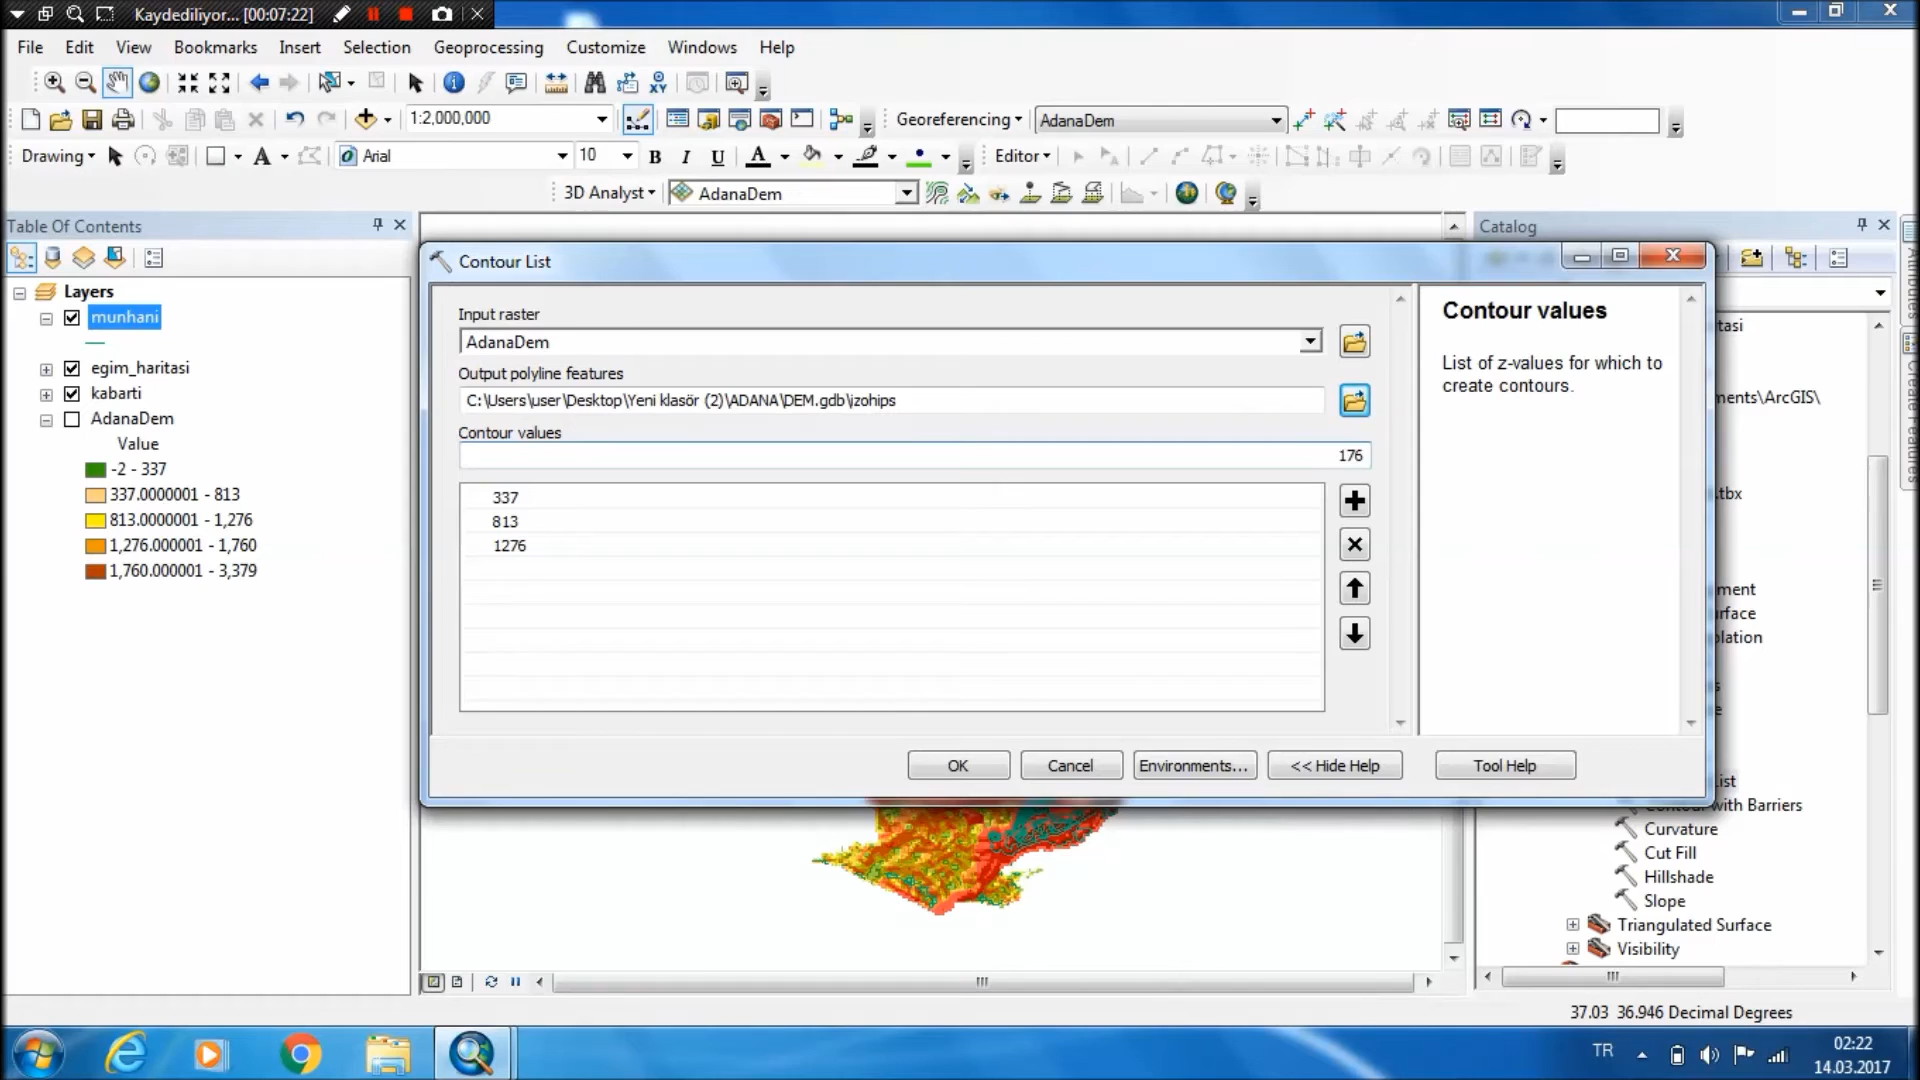 Kaydediliyor... [00:07:22]
File Edit View Bookmarks Insert Selection Geoprocessing Customize Windows Help
1:2,000,000
Georeferencing
AdanaDem
Drawing
A
Arial
10
B I U A
Editor
3D Analyst
AdanaDem
Table Of Contents
Layers
munhani
egim_haritasi
kabarti
AdanaDem
Value
-2 - 337
337.0000001 - 813
813.0000001 - 1,276
1,276.000001 - 1,760
1,760.000001 - 3,379
Contour List
Input raster
AdanaDem
Output polyline features
C:\Users\user\Desktop\Yeni klasör (2)\ADANA\DEM.gdb\izohips
Contour values
176
337
813
1276
OK
Cancel
Environments...
<< Hide Help
Tool Help
Contour values
List of z-values for which to
create contours.
Catalog
tasi
ments\ArcGIS\
.tbx
ment
rface
olation
ist
Contour with Barriers
Curvature
Cut Fill
Hillshade
Slope
Triangulated Surface
Visibility
Attributes
Create Features
37.03 36.946 Decimal Degrees
TR
02:22
14.03.2017